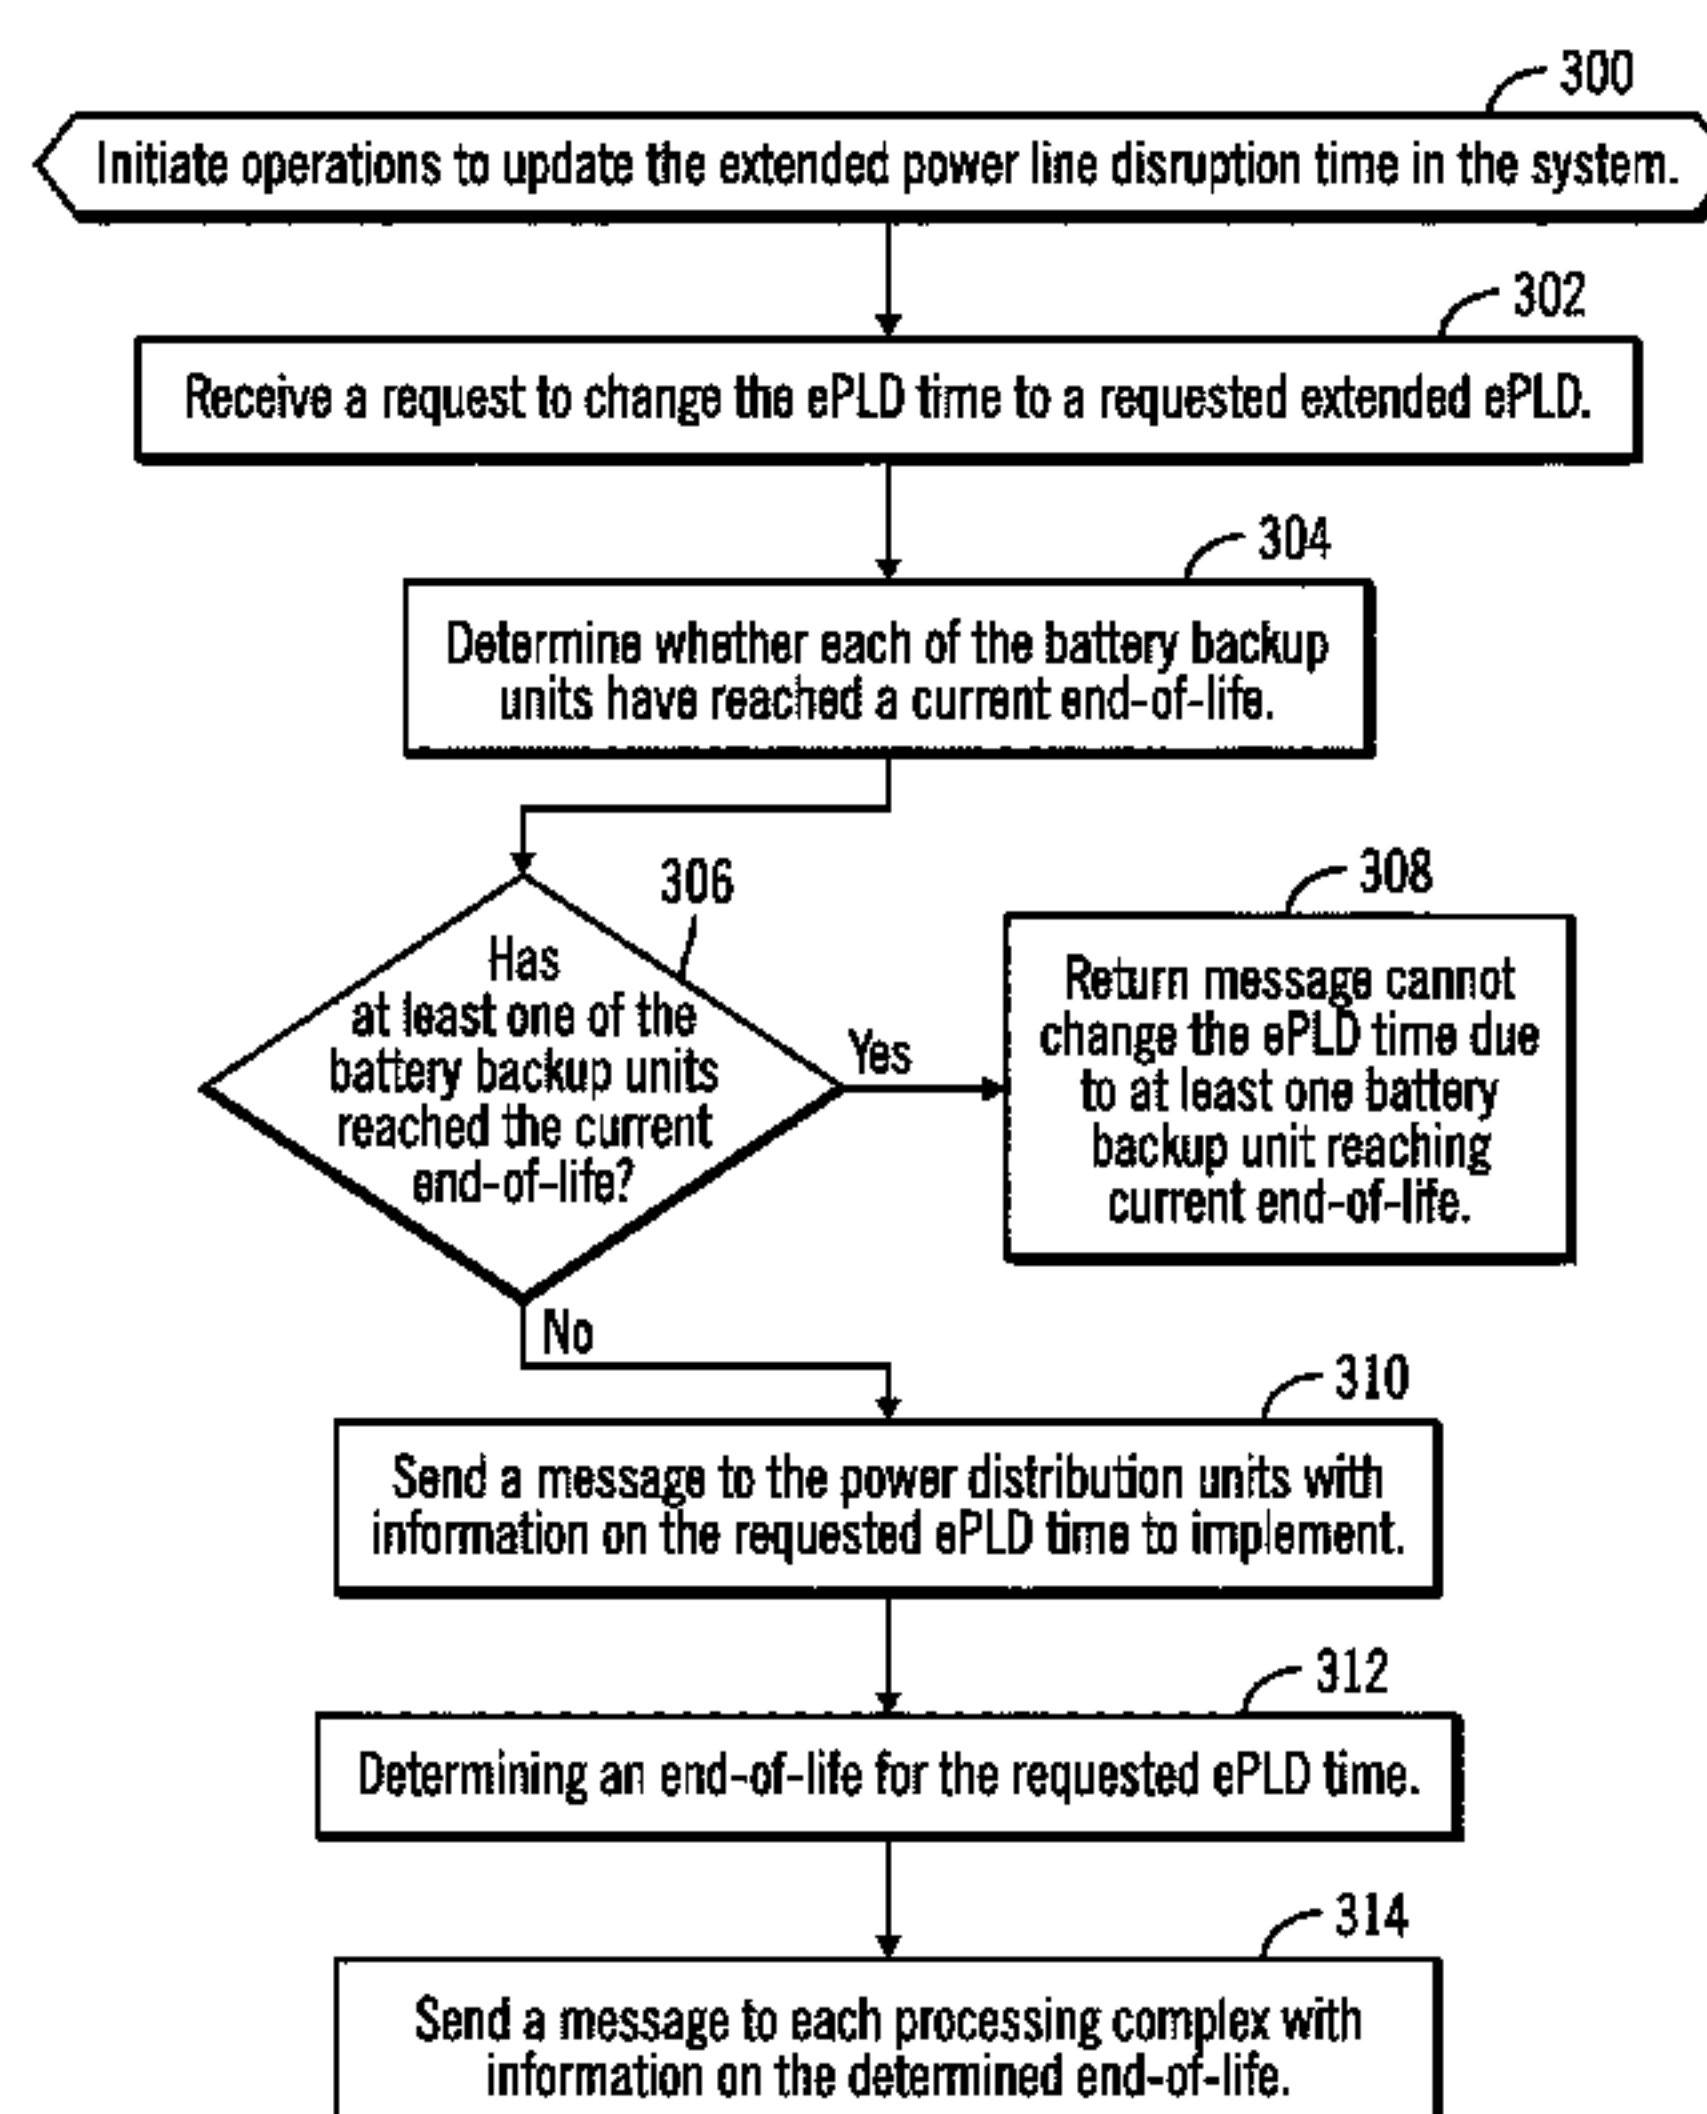 300
Initiate operations to update the extended power line disruption time in the system.
302
Receive a request to change the ePLD time to a requested extended ePLD.
304
Determine whether each of the battery backup
units have reached a current end-of-life.
306
Has
at least one of the
battery backup units
reached the current
end-of-life?
Yes
308
Return message cannot
change the ePLD time due
to at least one battery
backup unit reaching
current end-of-life.
No
310
Send a message to the power distribution units with
information on the requested ePLD time to implement.
312
Determining an end-of-life for the requested ePLD time.
314
Send a message to each processing complex with
information on the determined end-of-life.